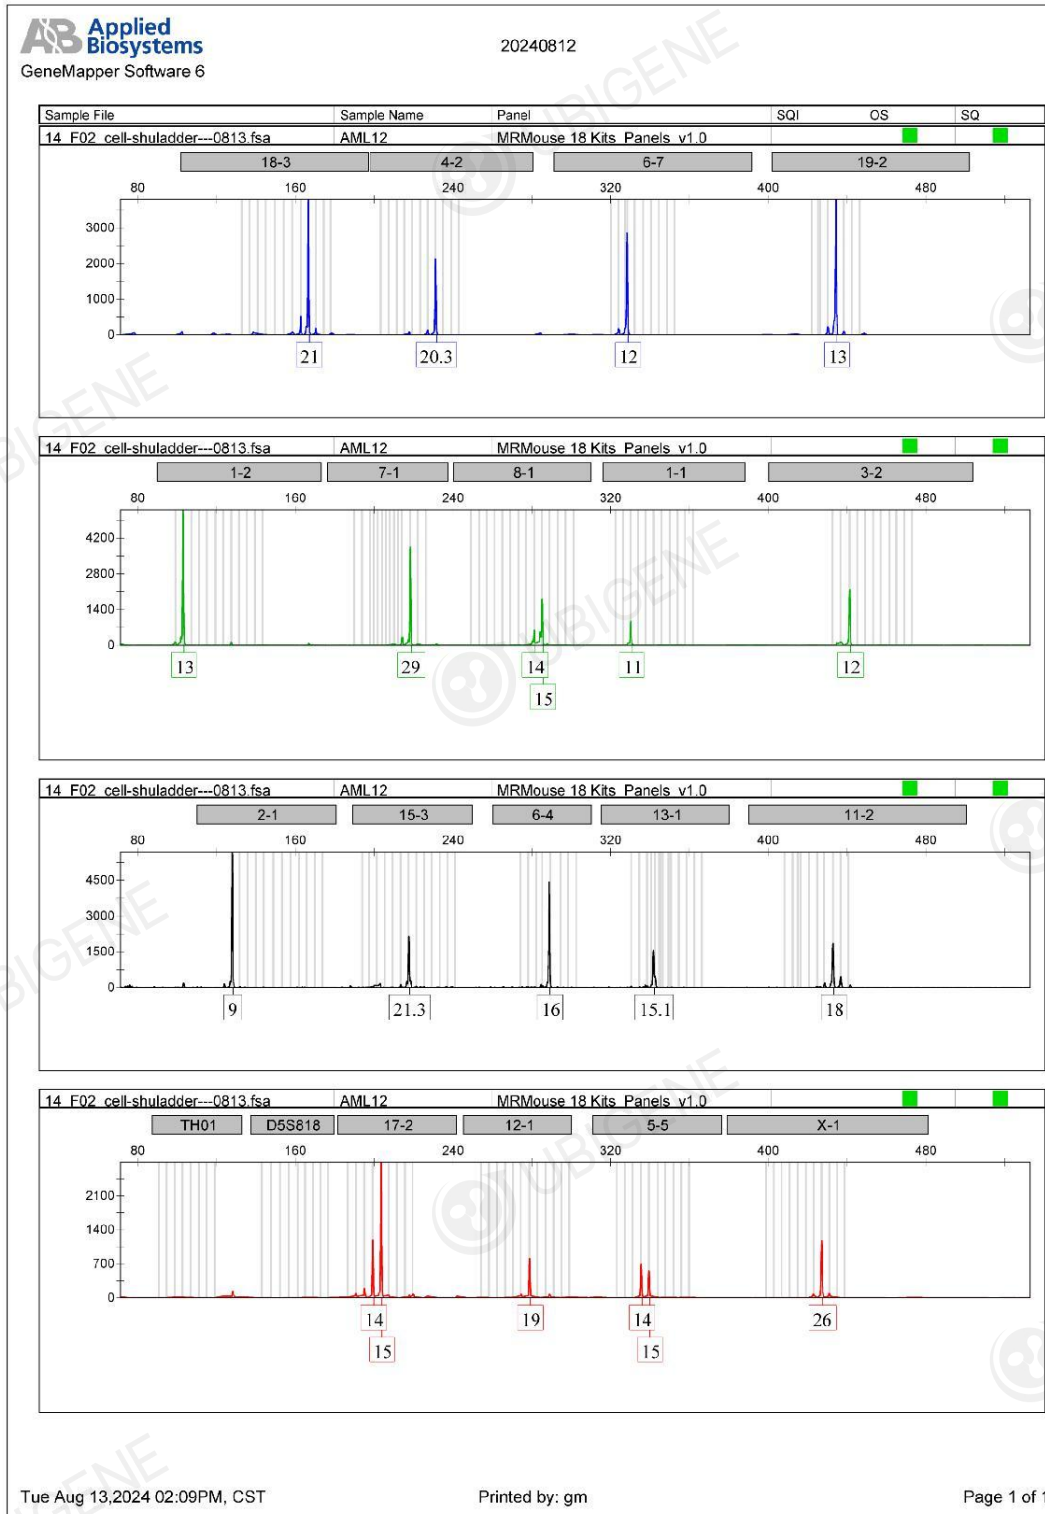 AB Applied Biosystems
GeneMapper Software 6
20240812
Sample File Sample Name Panel SQI OS SQ
14_F02_cell-shuladder---0813.fsa AML12 MRMouse 18 Kits_Panels_v1.0
18-3 4-2 6-7 19-2
80 160 240 320 400 480
3000
2000
1000
0
21 20.3 12 13
14_F02_cell-shuladder---0813.fsa AML12 MRMouse 18 Kits_Panels_v1.0
1-2 7-1 8-1 1-1 3-2
80 160 240 320 400 480
4200
2800
1400
0
13 29 14 11 12
15
14_F02_cell-shuladder---0813.fsa AML12 MRMouse 18 Kits_Panels_v1.0
2-1 15-3 6-4 13-1 11-2
80 160 240 320 400 480
4500
3000
1500
0
9 21.3 16 15.1 18
14_F02_cell-shuladder---0813.fsa AML12 MRMouse 18 Kits_Panels_v1.0
TH01 D5S818 17-2 12-1 5-5 X-1
80 160 240 320 400 480
2100
1400
700
0
14 19 14 26
15 15
Tue Aug 13,2024 02:09PM, CST Printed by: gm Page 1 of 1
UBIGENE